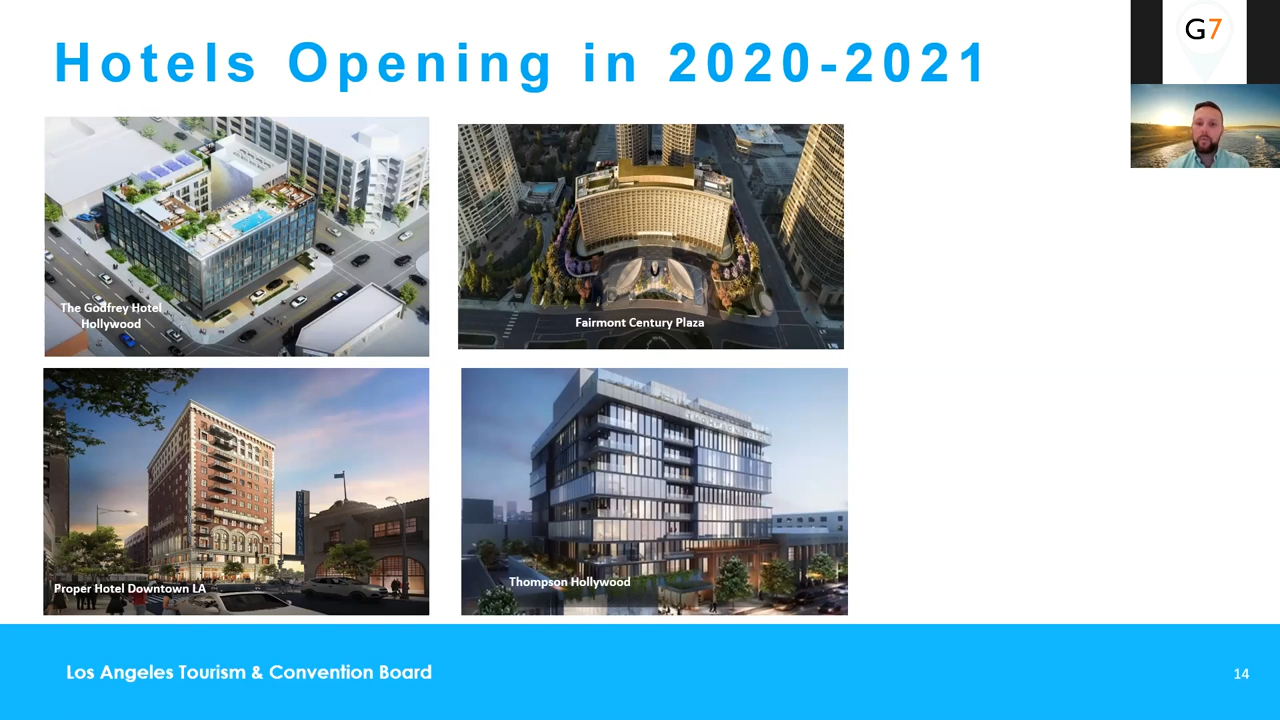 Hotels Opening in 2020-2021
G7
The Godfrey Hotel
Hollywood
Fairmont Century Plaza
Proper Hotel Downtown LA
Thompson Hollywood
Los Angeles Tourism & Convention Board
14